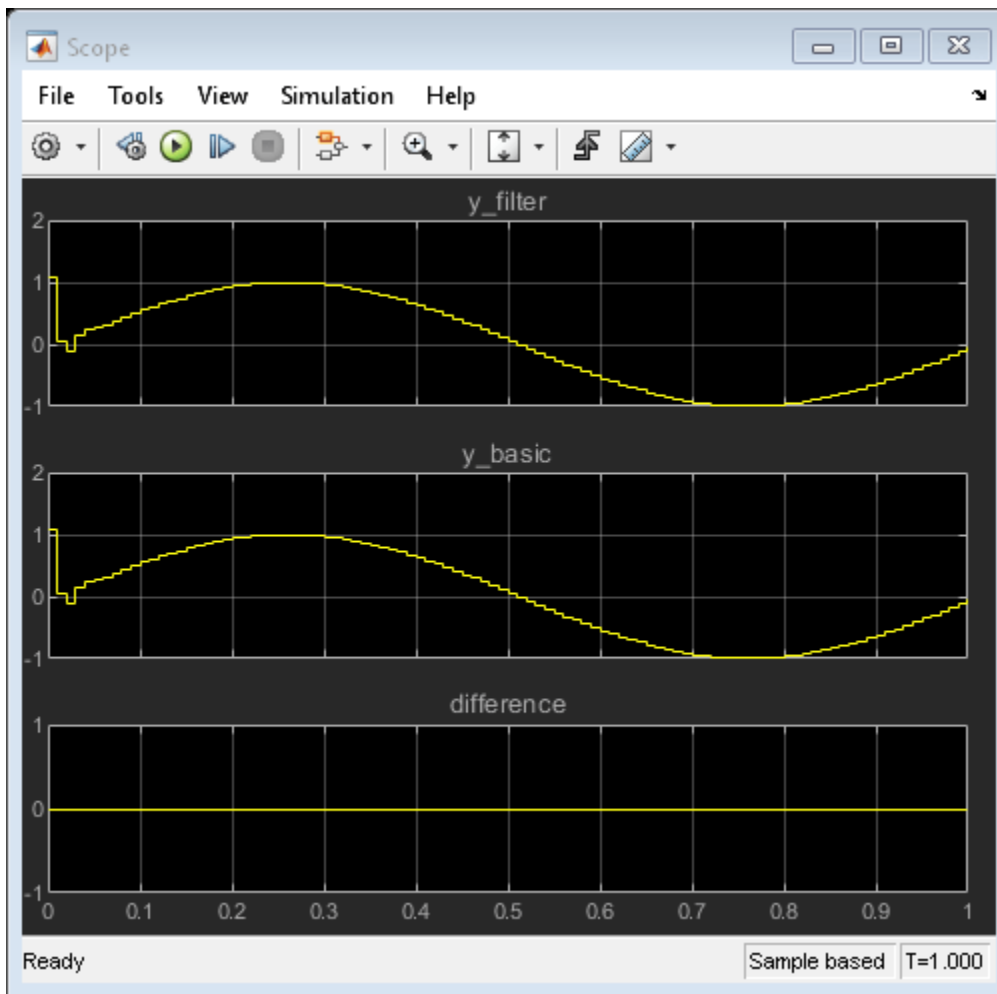 Scope
File Tools View Simulation Help
y_filter
2
1
0
-1
y_basic
2
1
0
-1
difference
1
0
-1
0 0.1 0.2 0.3 0.4 0.5 0.6 0.7 0.8 0.9 1
Ready Sample based T=1.000